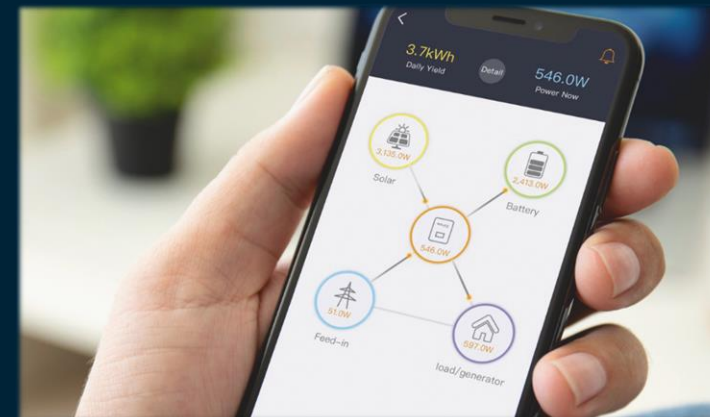 3.7kWh
Daily Yield
Detail
546.0W
Power Now
3,135.0W
Solar
2,413.0W
Battery
546.0W
51.0W
Feed-in
597.0W
load/generator